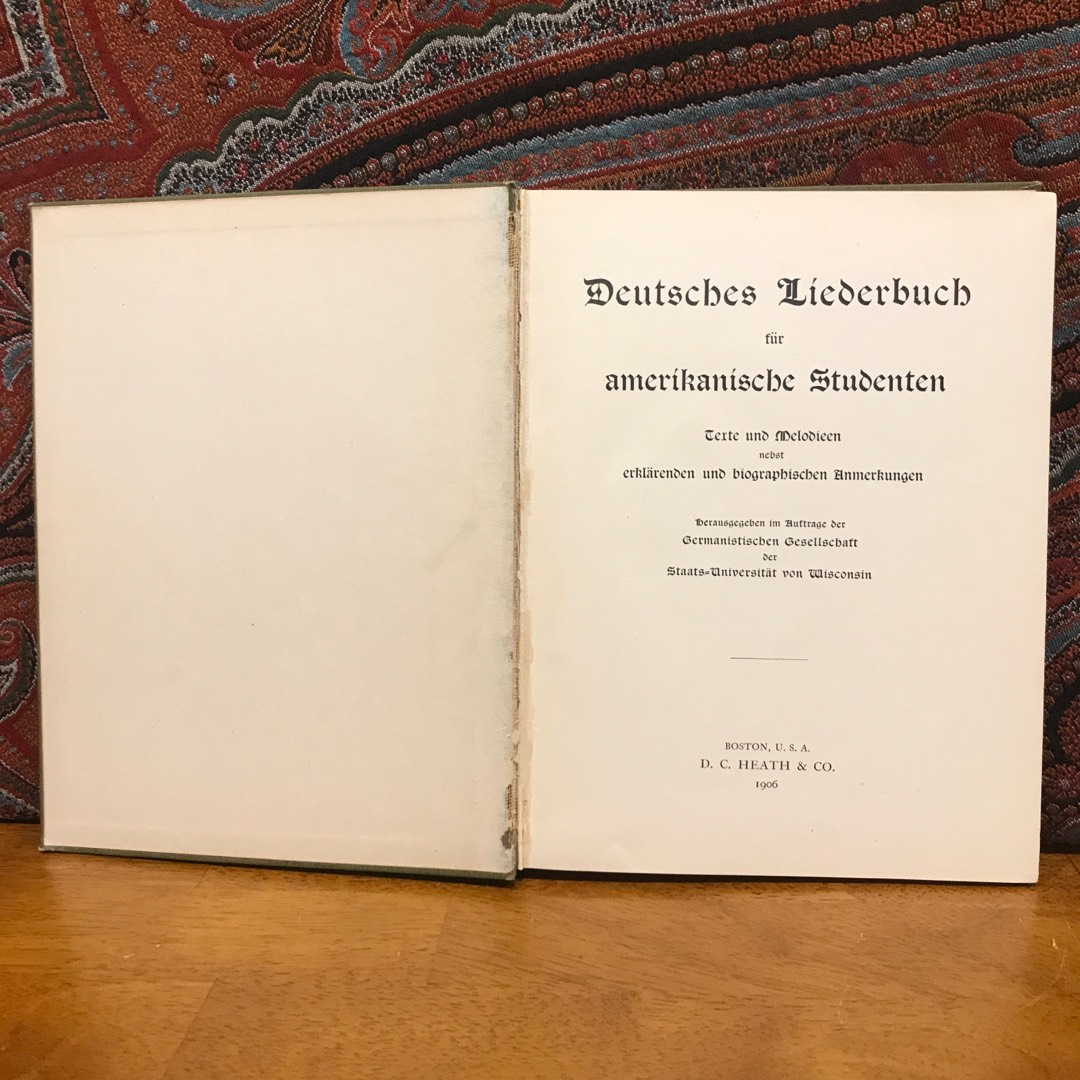 Deutsches Liederbuch
für
amerikanische Studenten
Texte und Melodieen
nebst
erklärenden und biographischen Anmerkungen
Herausgegeben im Auftrage der
Germanistischen Gesellschaft
der
Staats=Universität von Wisconsin
BOSTON, U. S. A.
D. C. HEATH & CO.
1906